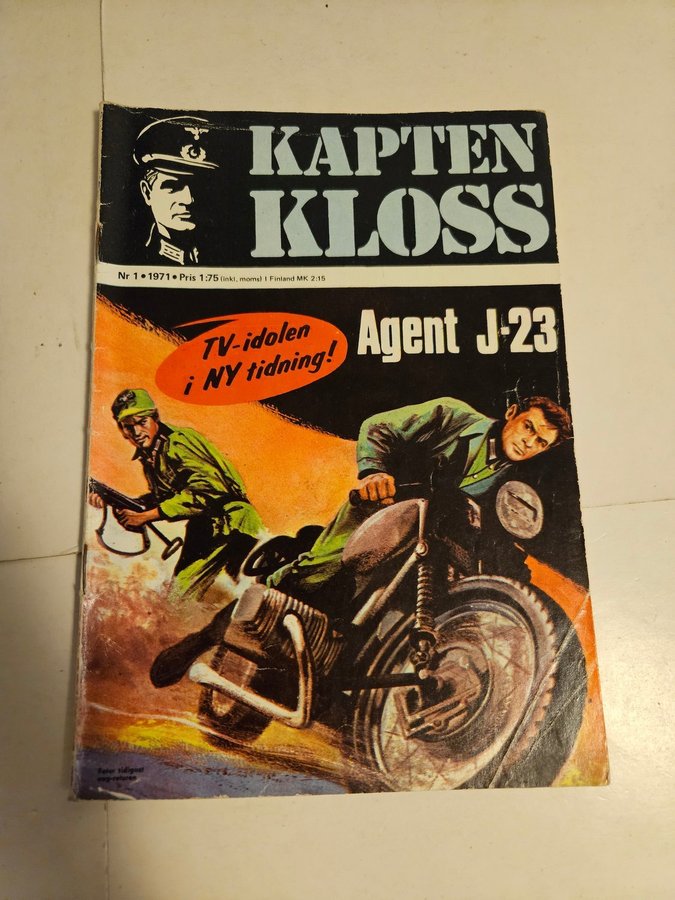 KAPTEN
KLOSS
Nr 1 • 1971 • Pris 1:75 (inkl. moms) I Finland MK 2:15
TV-idolen
i NY tidning!
Agent J-23